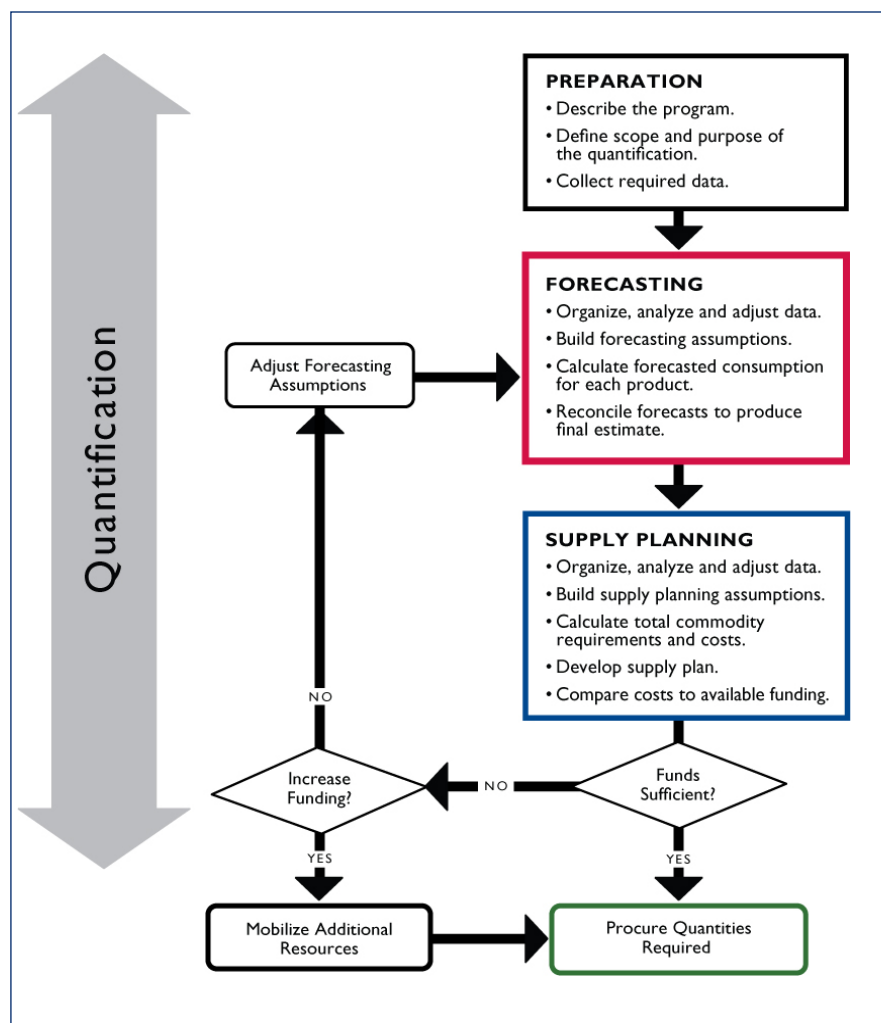 Quantification
PREPARATION
• Describe the program.
• Define scope and purpose of
the quantification.
• Collect required data.
FORECASTING
• Organize, analyze and adjust data.
• Build forecasting assumptions.
• Calculate forecasted consumption
for each product.
• Reconcile forecasts to produce
final estimate.
Adjust Forecasting
Assumptions
SUPPLY PLANNING
• Organize, analyze and adjust data.
• Build supply planning assumptions.
• Calculate total commodity
requirements and costs.
• Develop supply plan.
• Compare costs to available funding.
NO
Increase
Funding?
NO
Funds
Sufficient?
YES
YES
Mobilize Additional
Resources
Procure Quantities
Required